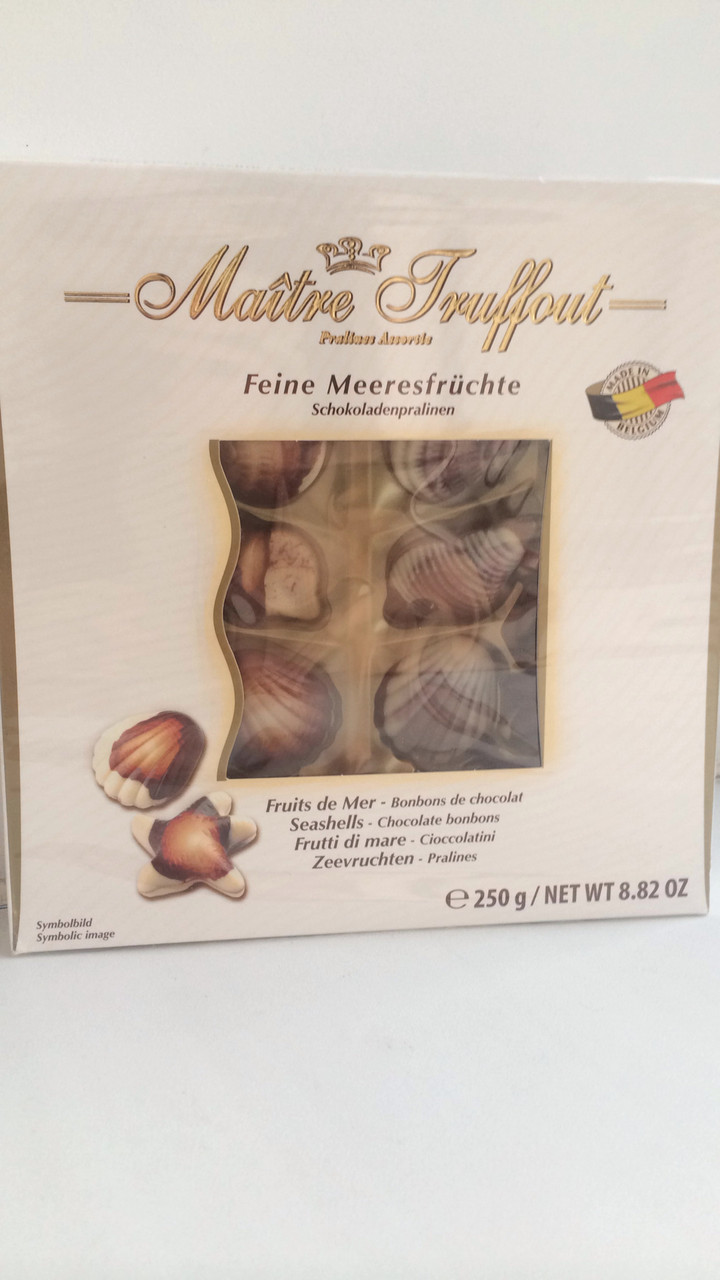 Maître Truffout
Pralines Assortis
Feine Meeresfrüchte
Schokoladenpralinen
MADE IN
BELGIUM
Fruits de Mer - Bonbons de chocolat
Seashells - Chocolate bonbons
Frutti di mare - Cioccolatini
Zeevruchten - Pralines
℮ 250 g / NET WT 8.82 OZ
Symbolbild
Symbolic image